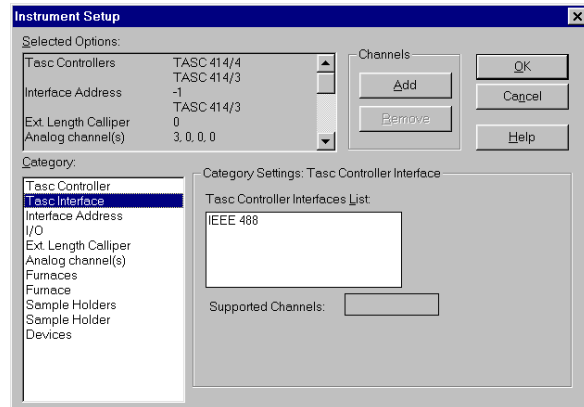 Instrument Setup
Selected Options:
Tasc Controllers TASC 414/4
TASC 414/3
Interface Address -1
TASC 414/3
Ext. Length Calliper 0
Analog channel(s) 3, 0, 0, 0
Channels
Add
Remove
OK
Cancel
Help
Category:
Tasc Controller
Tasc Interface
Interface Address
I/O
Ext. Length Calliper
Analog channel(s)
Furnaces
Furnace
Sample Holders
Sample Holder
Devices
Category Settings: Tasc Controller Interface
Tasc Controller Interfaces List:
IEEE 488
Supported Channels: